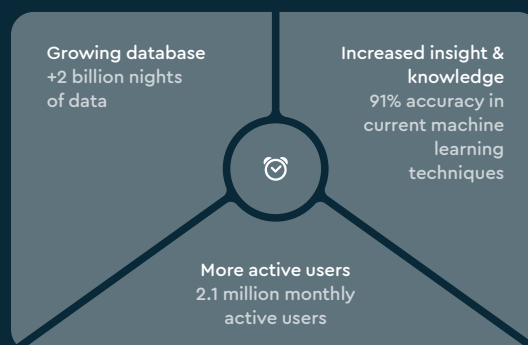 Growing database
+2 billion nights
of data
Increased insight &
knowledge
91% accuracy in
current machine
learning
techniques
More active users
2.1 million monthly
active users